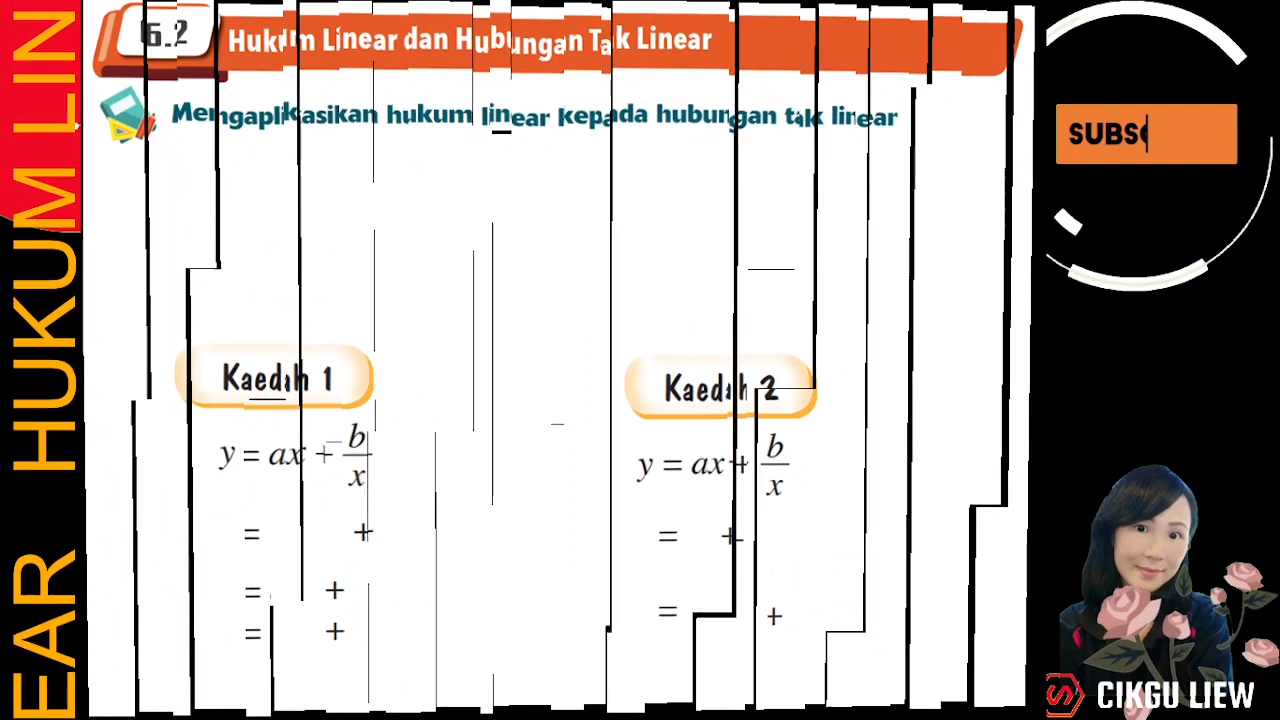 6.2 Hukum Linear dan Hubungan Tak Linear
Mengaplikasikan hukum linear kepada hubungan tak linear
Kaedah 1
y = ax + b/x
= +
= +
= +
Kaedah 2
y = ax + b/x
= +
= +
EAR HUKUM LIN
SUBS
CIKGU LIEW